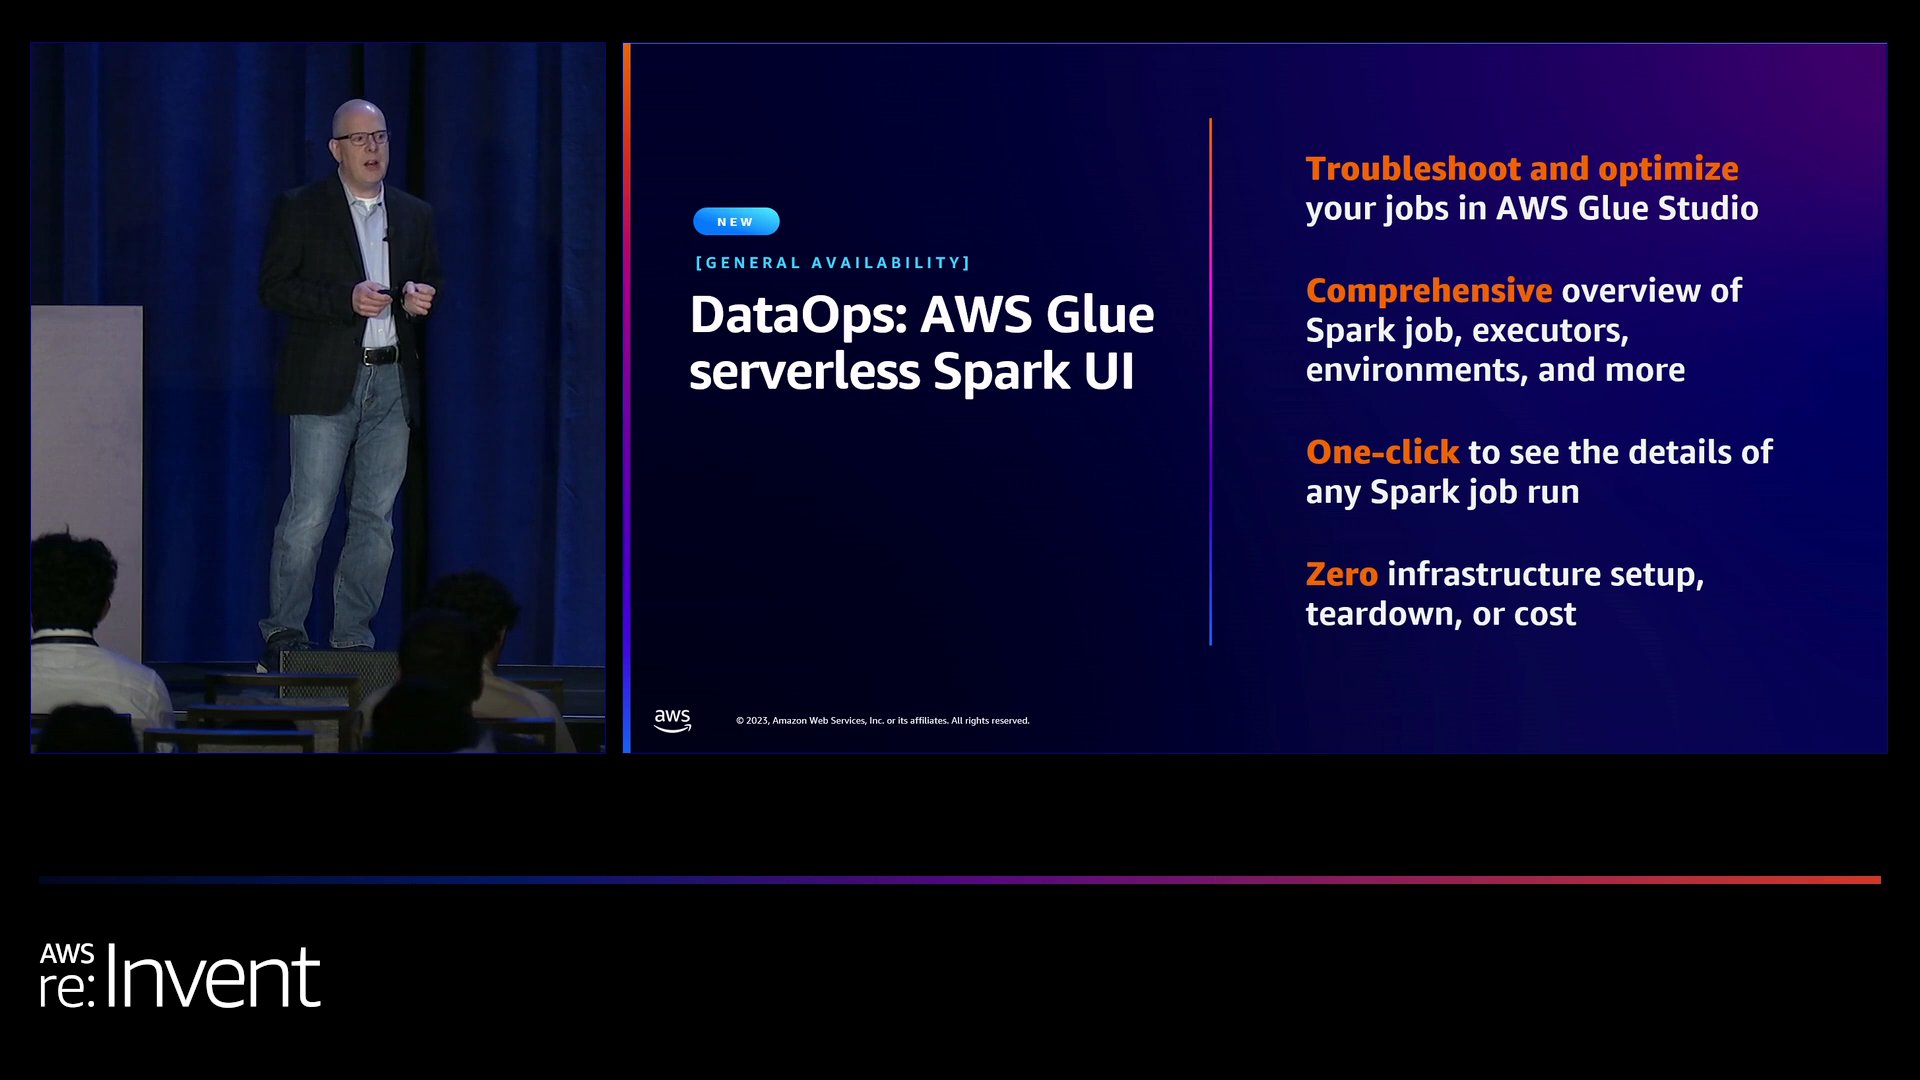 NEW
[GENERAL AVAILABILITY]
DataOps: AWS Glue
serverless Spark UI
Troubleshoot and optimize
your jobs in AWS Glue Studio
Comprehensive overview of
Spark job, executors,
environments, and more
One-click to see the details of
any Spark job run
Zero infrastructure setup,
teardown, or cost
aws
© 2023, Amazon Web Services, Inc. or its affiliates. All rights reserved.
AWS
re:Invent